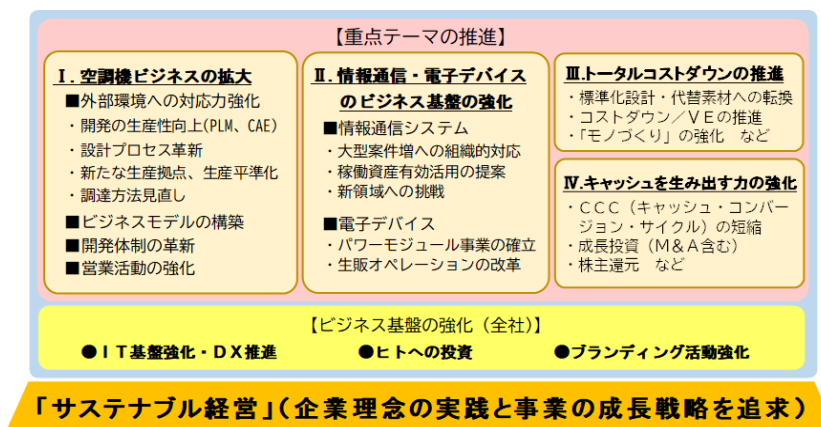 【重点テーマの推進】
Ⅰ．空調機ビジネスの拡大
■外部環境への対応力強化
・開発の生産性向上(PLM、CAE)
・設計プロセス革新
・新たな生産拠点、生産平準化
・調達方法見直し
■ビジネスモデルの構築
■開発体制の革新
■営業活動の強化
Ⅱ．情報通信・電子デバイス
のビジネス基盤の強化
■情報通信システム
・大型案件増への組織的対応
・稼働資産有効活用の提案
・新領域への挑戦
■電子デバイス
・パワーモジュール事業の確立
・生販オペレーションの改革
Ⅲ.トータルコストダウンの推進
・標準化設計・代替素材への転換
・コストダウン／ＶＥの推進
・「モノづくり」の強化　など
Ⅳ.キャッシュを生み出す力の強化
・ＣＣＣ（キャッシュ・コンバー
ジョン・サイクル）の短縮
・成長投資（Ｍ＆Ａ含む）
・株主還元　など
【ビジネス基盤の強化（全社）】
●ＩＴ基盤強化・ＤＸ推進
●ヒトへの投資
●ブランディング活動強化
「サステナブル経営」（企業理念の実践と事業の成長戦略を追求）